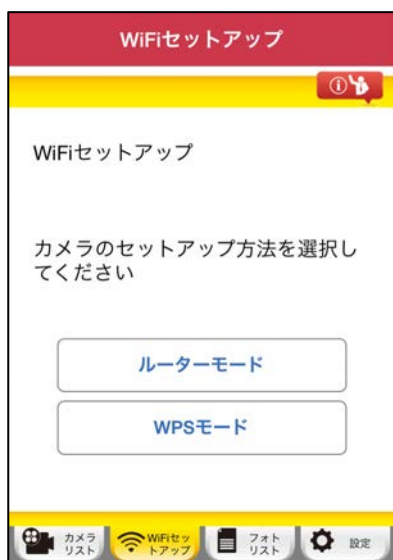 WiFiセットアップ
WiFiセットアップ
カメラのセットアップ方法を選択し
てください
ルーターモード
WPSモード
カメラ
リスト
WiFiセッ
トアップ
フォト
リスト
設定